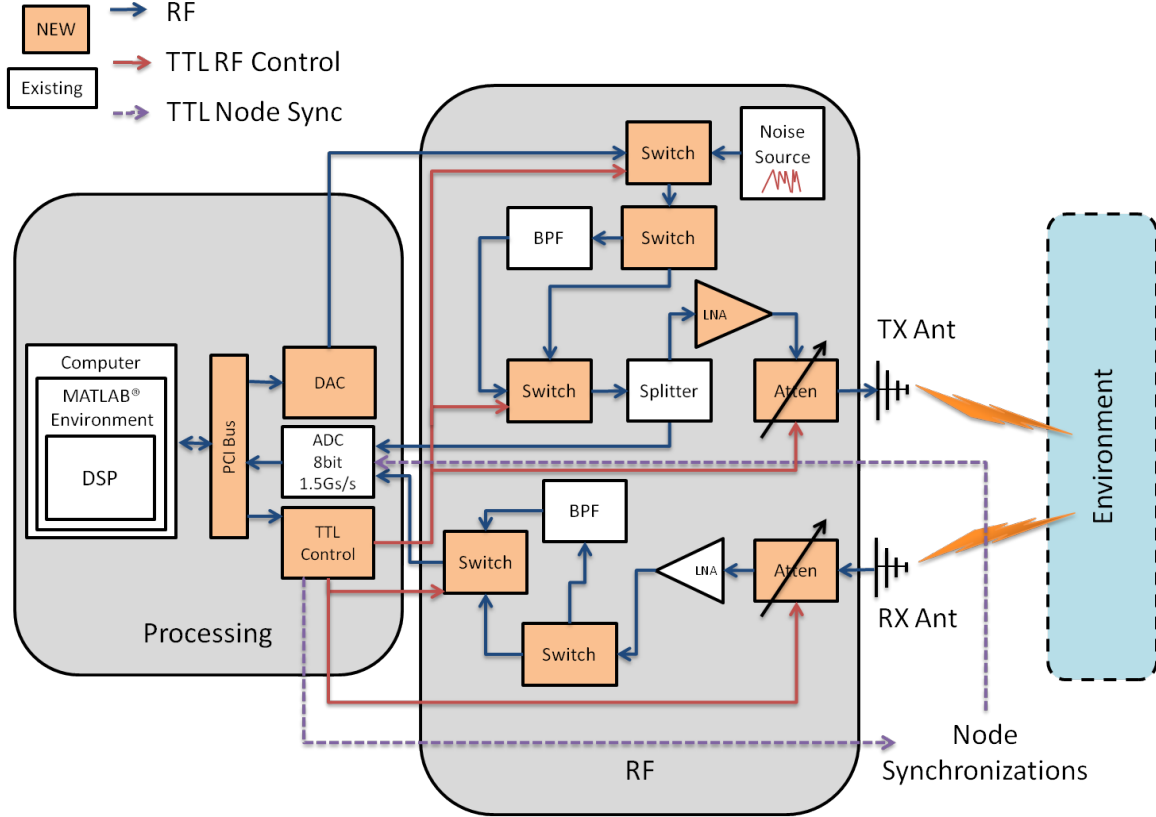 NEW
RF
TTL RF Control
Existing
TTL Node Sync
Switch
Noise
Source
BPF
Switch
LNA
TX Ant
Computer
MATLAB®
Environment
DSP
PCI Bus
DAC
Switch
Splitter
Atten
ADC
8bit
1.5Gs/s
Environment
TTL
Control
BPF
Switch
LNA
Atten
RX Ant
Processing
Switch
Node
Synchronizations
RF